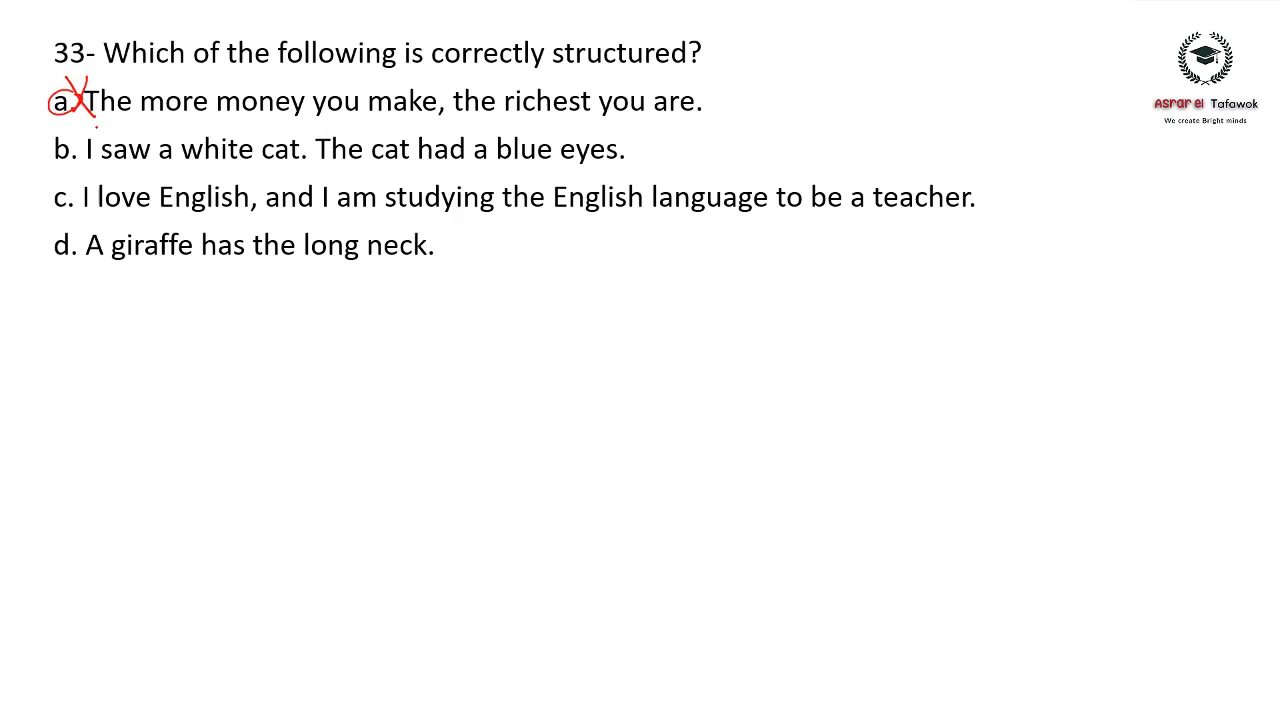 33- Which of the following is correctly structured?
a. The more money you make, the richest you are.
b. I saw a white cat. The cat had a blue eyes.
c. I love English, and I am studying the English language to be a teacher.
d. A giraffe has the long neck.
Asrar el Tafawok
We create Bright minds